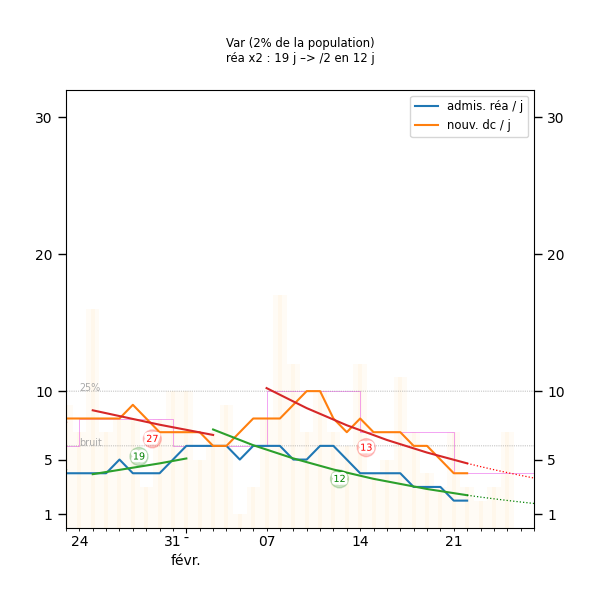 Var (2% de la population)
réa x2 : 19 j –> /2 en 12 j
admis. réa / j
nouv. dc / j
30 30
20 20
25%
10 10
27
bruit
13
19
5 5
12
1 1
24 31 07 14 21
févr.